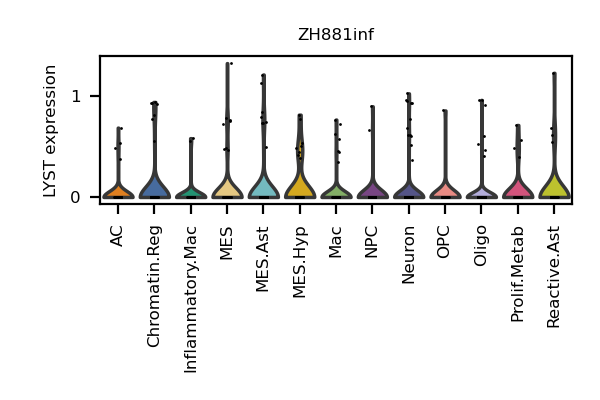 ZH881inf
LYST expression
1
0
AC
Chromatin.Reg
Inflammatory.Mac
MES
MES.Ast
MES.Hyp
Mac
NPC
Neuron
OPC
Oligo
Prolif.Metab
Reactive.Ast